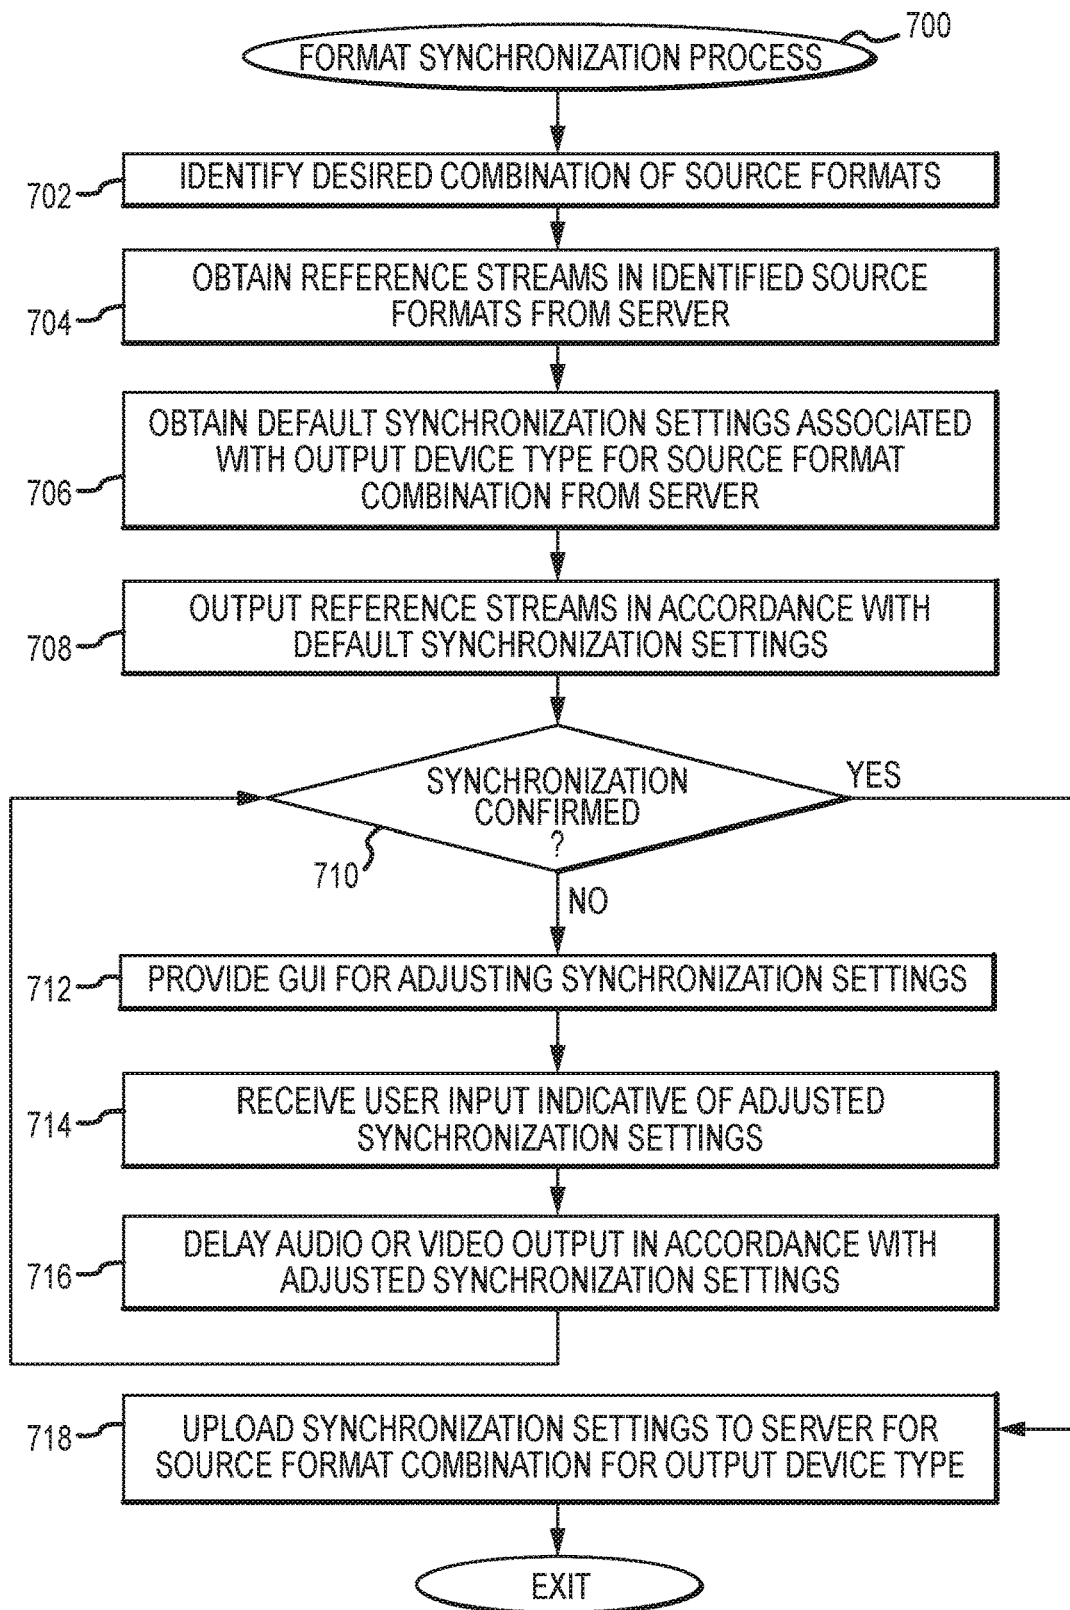 700
FORMAT SYNCHRONIZATION PROCESS
702
IDENTIFY DESIRED COMBINATION OF SOURCE FORMATS
704
OBTAIN REFERENCE STREAMS IN IDENTIFIED SOURCE
FORMATS FROM SERVER
706
OBTAIN DEFAULT SYNCHRONIZATION SETTINGS ASSOCIATED
WITH OUTPUT DEVICE TYPE FOR SOURCE FORMAT
COMBINATION FROM SERVER
708
OUTPUT REFERENCE STREAMS IN ACCORDANCE WITH
DEFAULT SYNCHRONIZATION SETTINGS
SYNCHRONIZATION
CONFIRMED
?
YES
710
NO
712
PROVIDE GUI FOR ADJUSTING SYNCHRONIZATION SETTINGS
714
RECEIVE USER INPUT INDICATIVE OF ADJUSTED
SYNCHRONIZATION SETTINGS
716
DELAY AUDIO OR VIDEO OUTPUT IN ACCORDANCE WITH
ADJUSTED SYNCHRONIZATION SETTINGS
718
UPLOAD SYNCHRONIZATION SETTINGS TO SERVER FOR
SOURCE FORMAT COMBINATION FOR OUTPUT DEVICE TYPE
EXIT